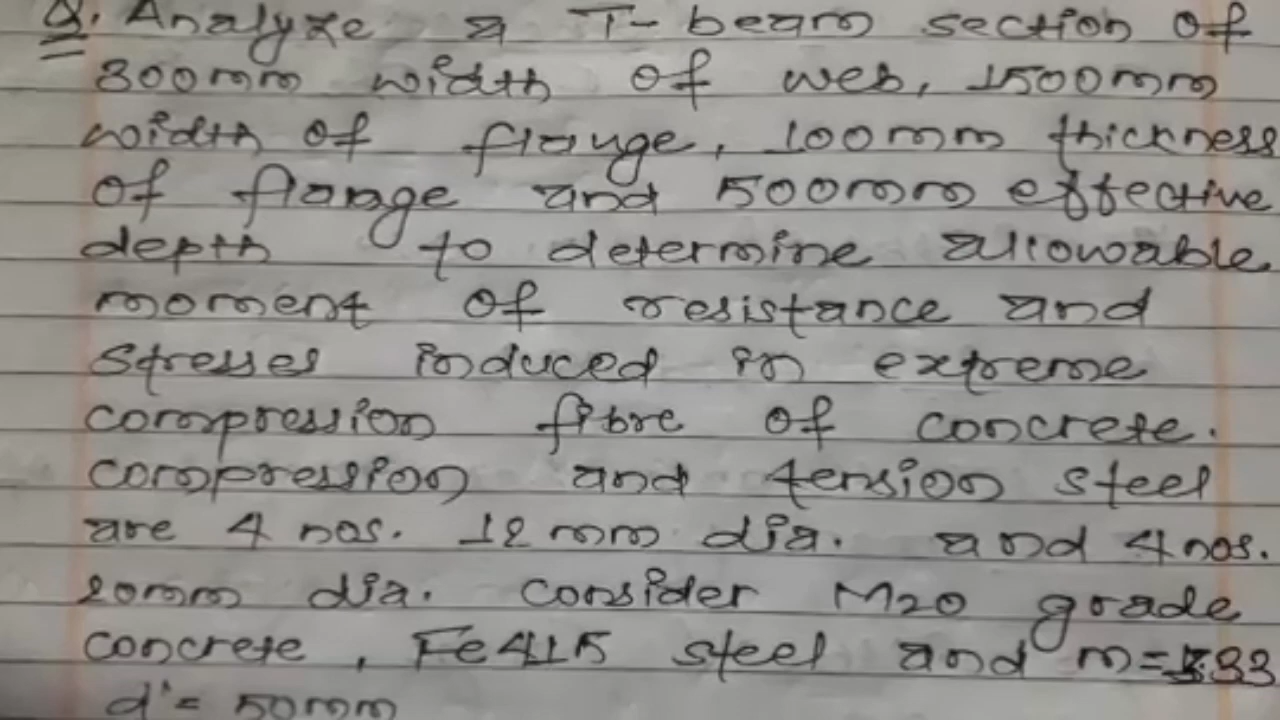 Q. Analyze a T-beam section of
300mm width of web, 1500mm
width of flange, 100mm thickness
of flange and 500mm effective
depth to determine allowable
moment of resistance and
stresses induced in extreme
compression fibre of concrete.
compression and tension steel
are 4 nos. 12mm dia. and 4 nos.
20mm dia. consider M20 grade
concrete, Fe415 steel and
d' = 50mm